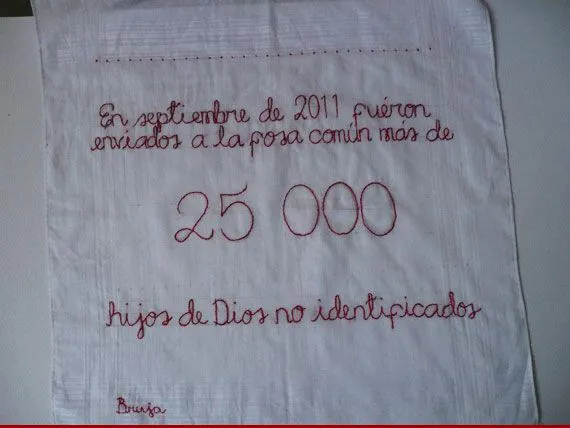 En septiembre de 2011 fuéron
enviados a la fosa común más de
25 000
hijos de Dios no identificados
Bruja